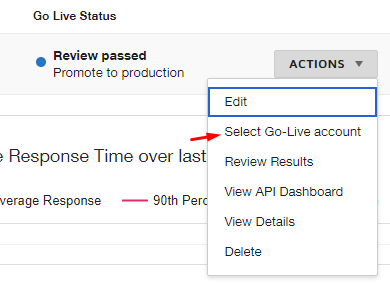 Go Live Status
Review passed
Promote to production
ACTIONS
Edit
Select Go-Live account
Review Results
View API Dashboard
View Details
Delete
Response Time over last
verage Response
90th Perc